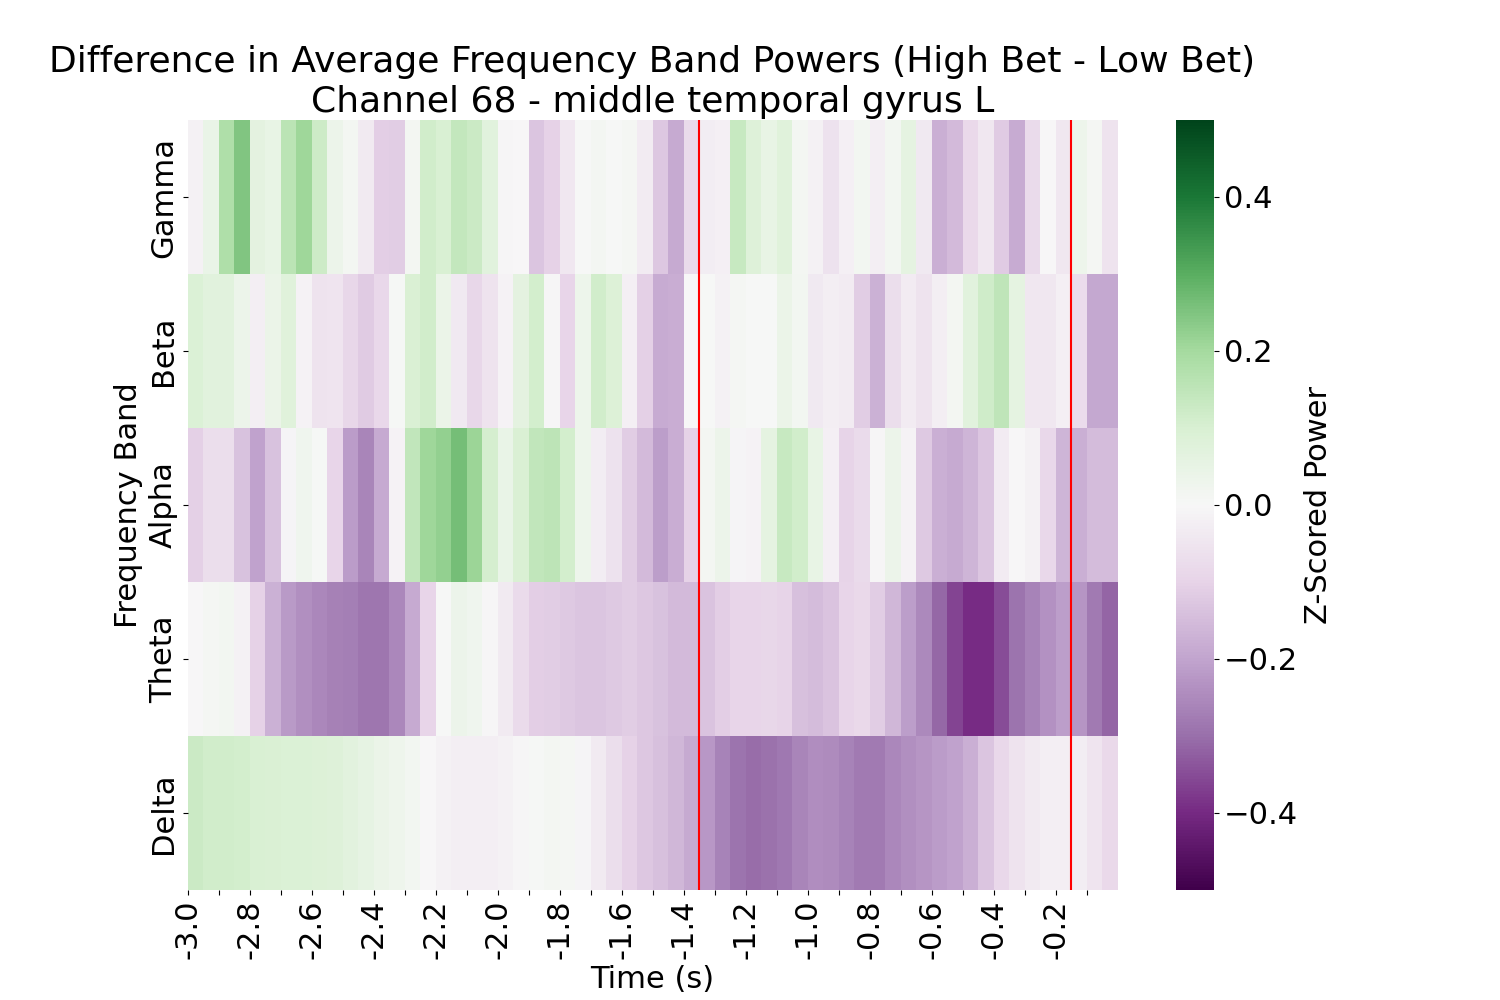 Difference in Average Frequency Band Powers (High Bet - Low Bet)
Channel 68 - middle temporal gyrus L
Frequency Band
Gamma
Beta
Alpha
Theta
Delta
-3.0
-2.8
-2.6
-2.4
-2.2
-2.0
-1.8
-1.6
-1.4
-1.2
-1.0
-0.8
-0.6
-0.4
-0.2
Time (s)
0.4
0.2
0.0
−0.2
−0.4
Z-Scored Power